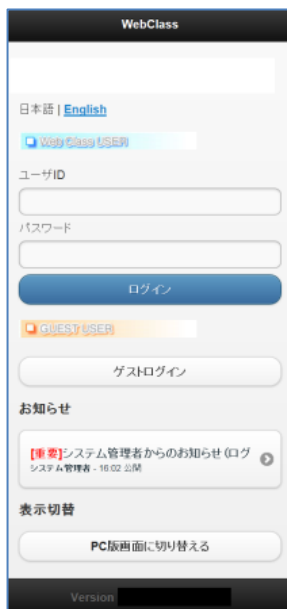 WebClass
日本語 | English
Web Class USER
ユーザID
パスワード
ログイン
GUEST USER
ゲストログイン
お知らせ
【重要】システム管理者からのお知らせ（ログ
システム管理者 - 16:02 公開
表示切替
PC版画面に切り替える
Version